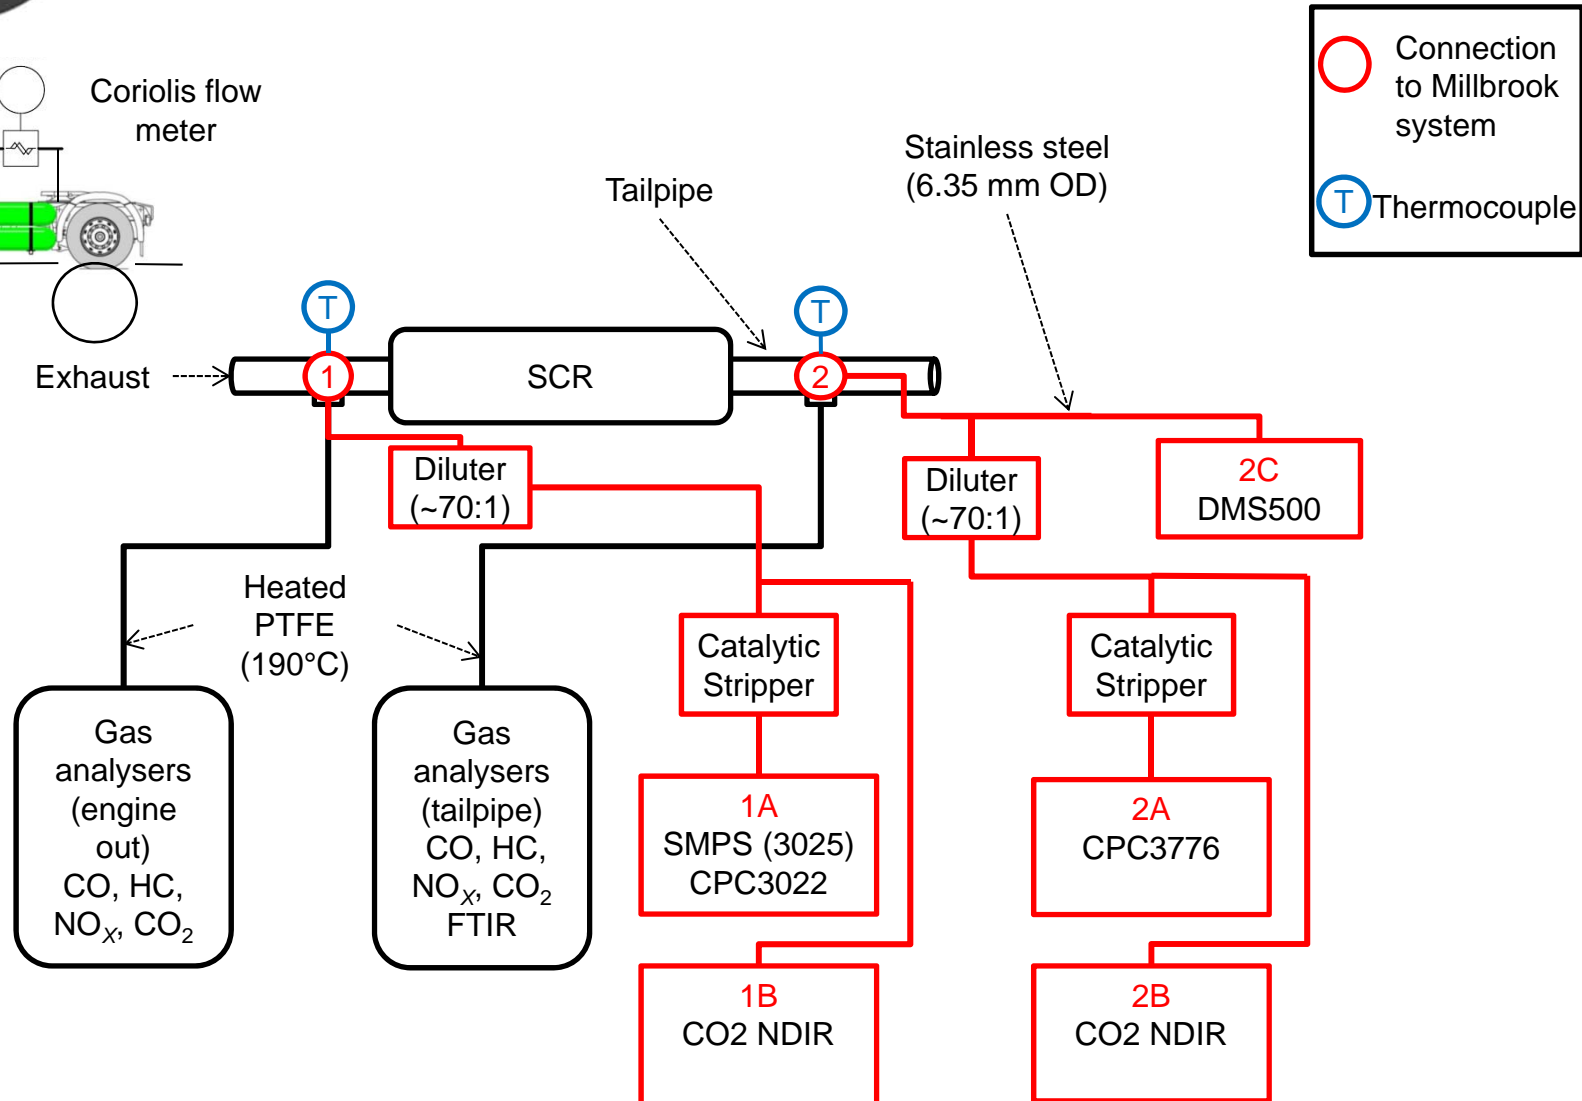 Coriolis flow
meter
Connection
to Millbrook
system
T
Thermocouple
Stainless steel
(6.35 mm OD)
Tailpipe
T
T
Exhaust
1
SCR
2
Diluter
(~70:1)
Diluter
(~70:1)
2C
DMS500
Heated
PTFE
(190°C)
Catalytic
Stripper
Catalytic
Stripper
Gas
analysers
(engine
out)
CO, HC,
NOX, CO2
Gas
analysers
(tailpipe)
CO, HC,
NOX, CO2
FTIR
1A
SMPS (3025)
CPC3022
2A
CPC3776
1B
CO2 NDIR
2B
CO2 NDIR